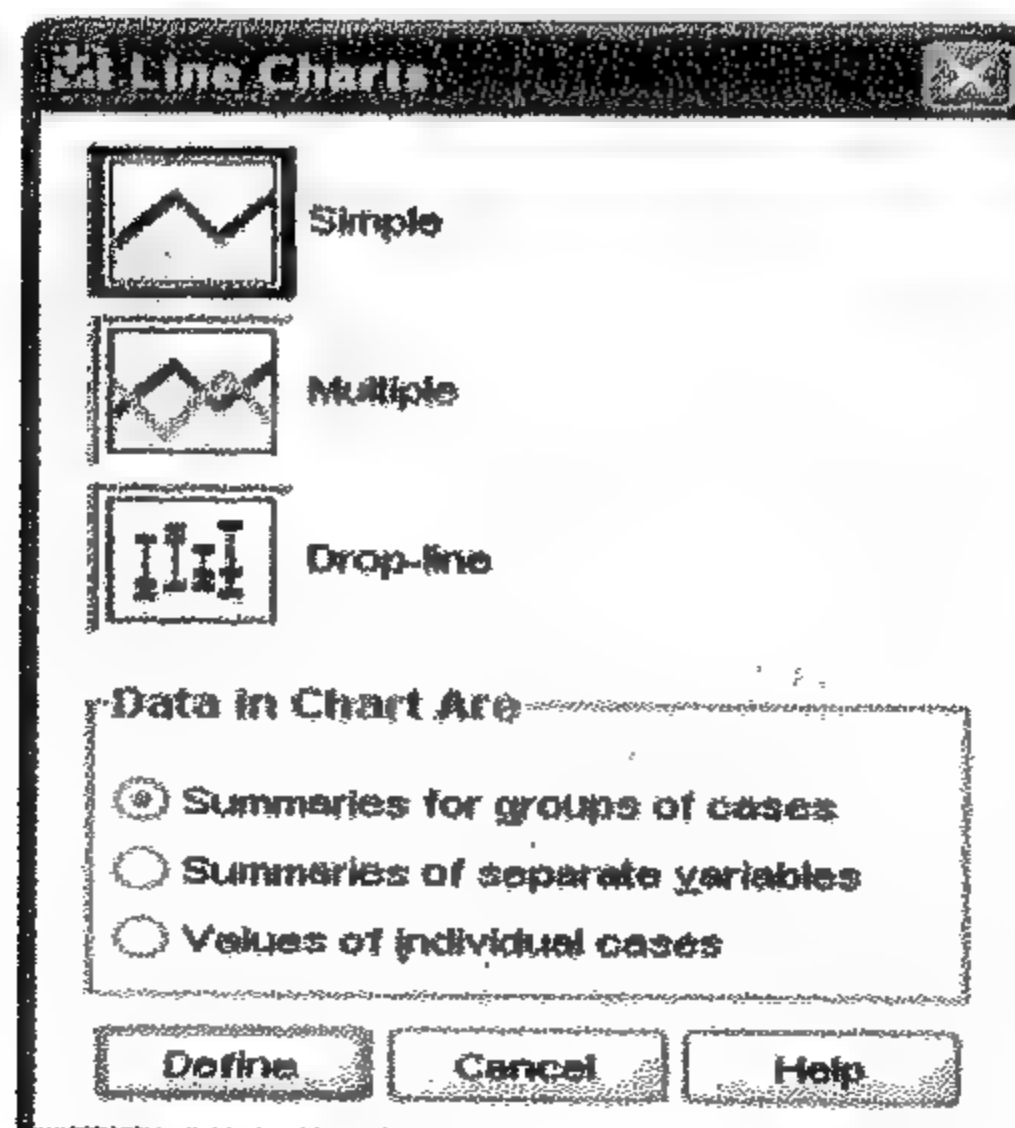 Line Charts
Simple
Multiple
Drop-line
Data in Chart Are
Summaries for groups of cases
Summaries of separate variables
Values of individual cases
Define Cancel Help